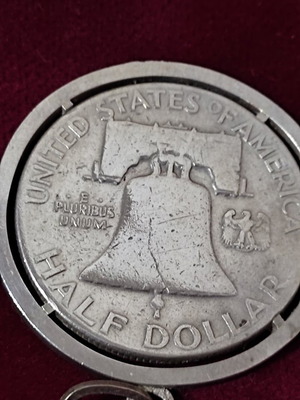 UNITED STATES OF AMERICA
E
PLURIBUS
UNUM
HALF DOLLAR